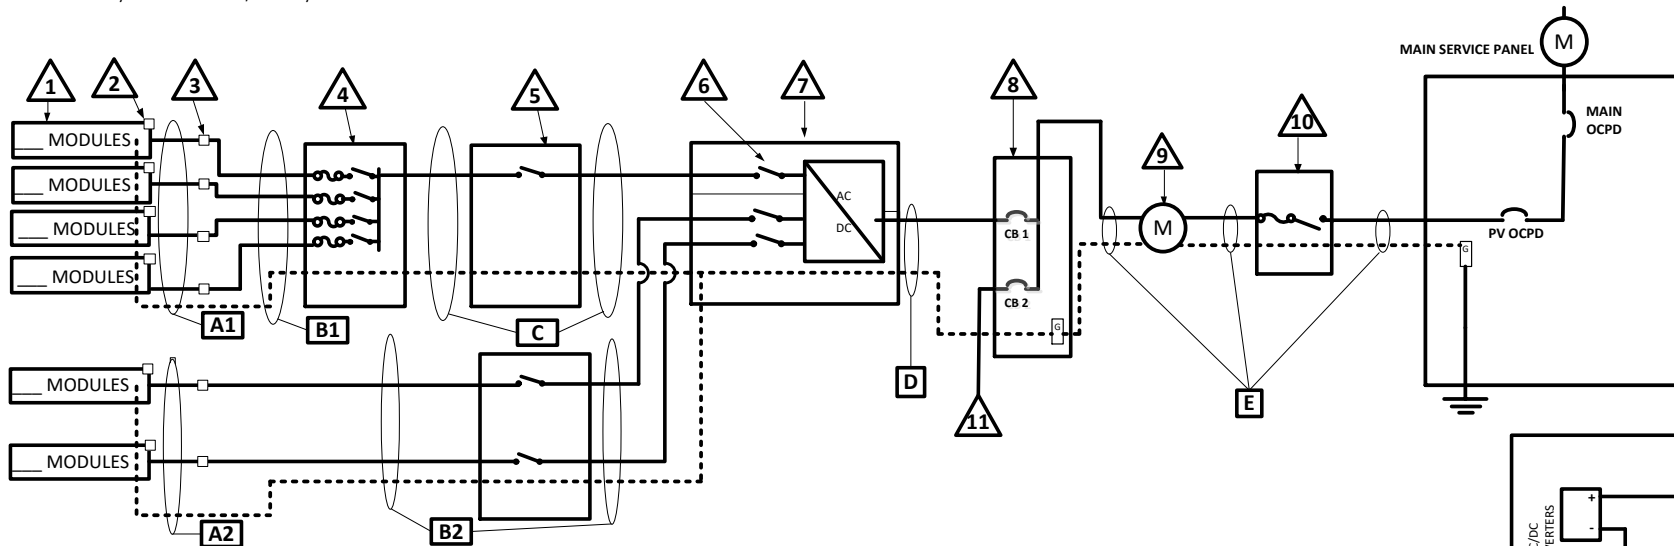 MAIN SERVICE PANEL
M
1
2
3
4
5
6
7
8
9
10
MAIN
OCPD
___ MODULES
___ MODULES
___ MODULES
___ MODULES
AC
DC
CB 1
CB 2
M
PV OCPD
G
G
A1
B1
C
D
E
11
___ MODULES
___ MODULES
A2
B2
+
-